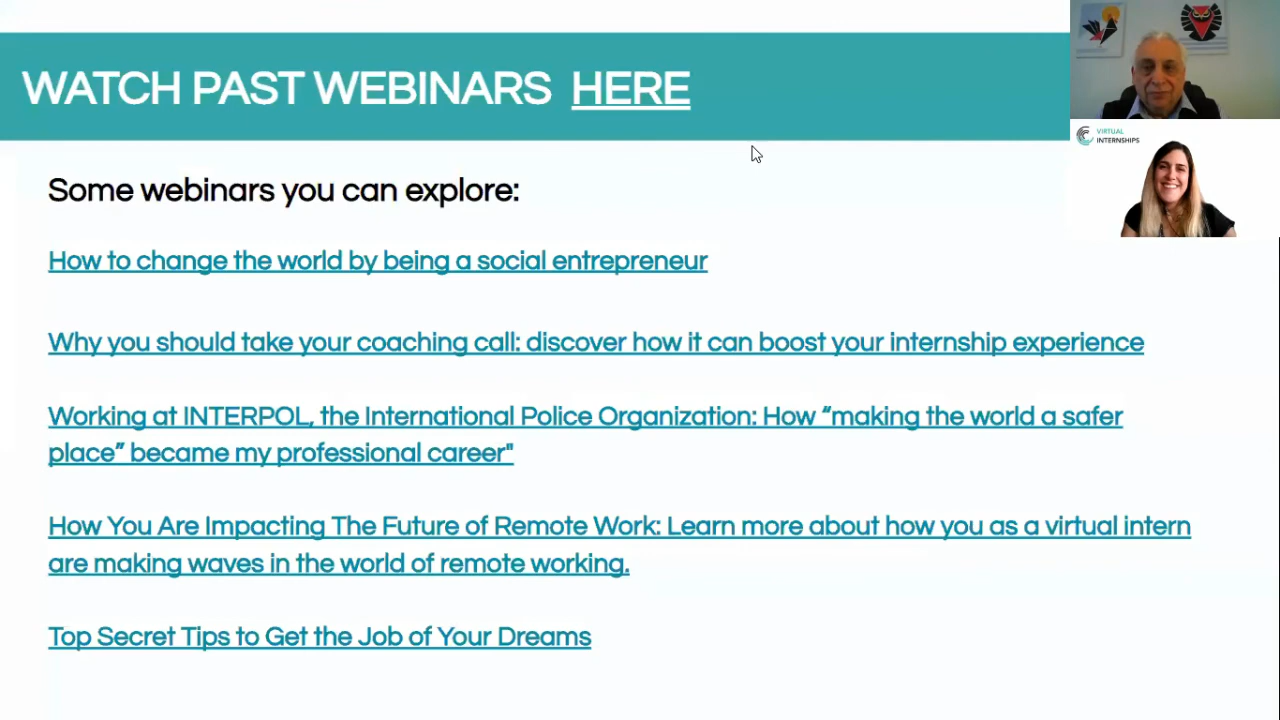 WATCH PAST WEBINARS HERE
VIRTUAL
INTERNSHIPS
Some webinars you can explore:
How to change the world by being a social entrepreneur
Why you should take your coaching call: discover how it can boost your internship experience
Working at INTERPOL, the International Police Organization: How “making the world a safer
place” became my professional career"
How You Are Impacting The Future of Remote Work: Learn more about how you as a virtual intern
are making waves in the world of remote working.
Top Secret Tips to Get the Job of Your Dreams